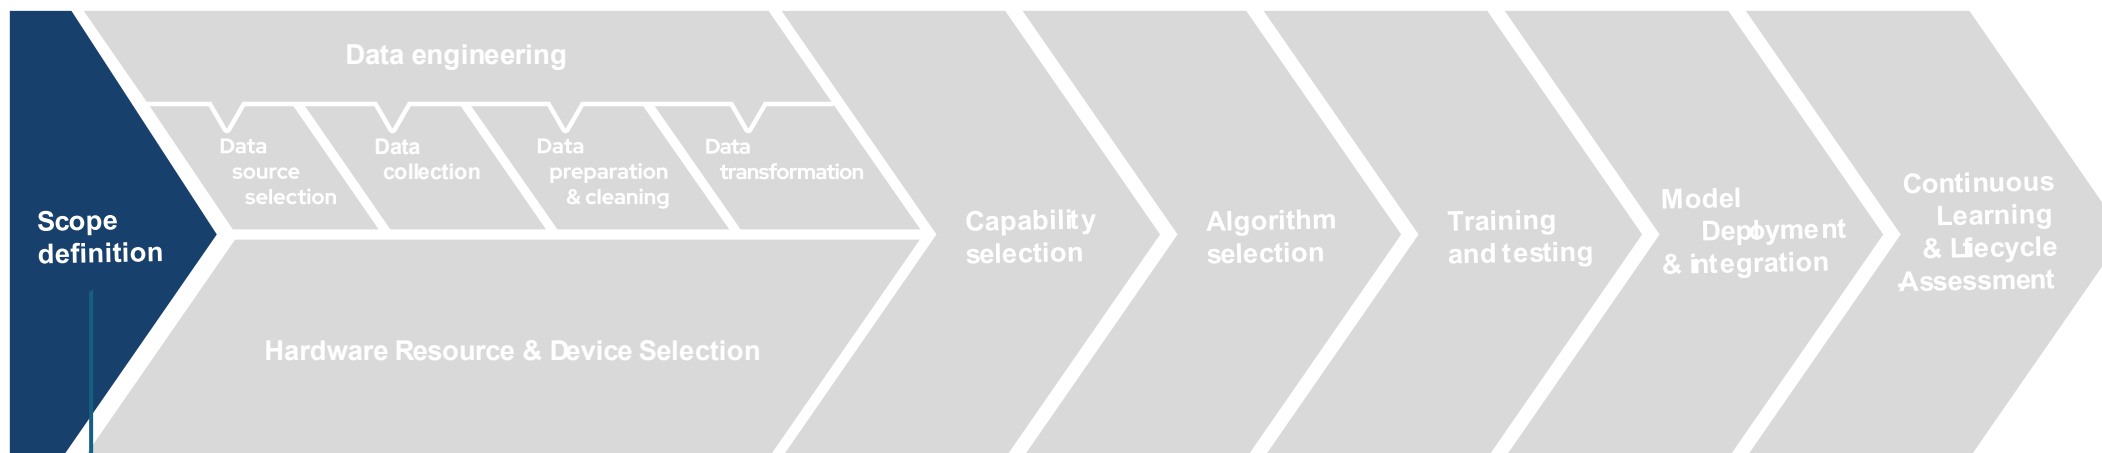 Scope
definition
Data engineering
Data
source
selection
Data
collection
Data
preparation
& cleaning
Data
transformation
Hardware Resource & Device Selection
Capability
selection
Algorithm
selection
Training
and testing
Model
Deployment
& integration
Continuous
Learning
& Lifecycle
Assessment